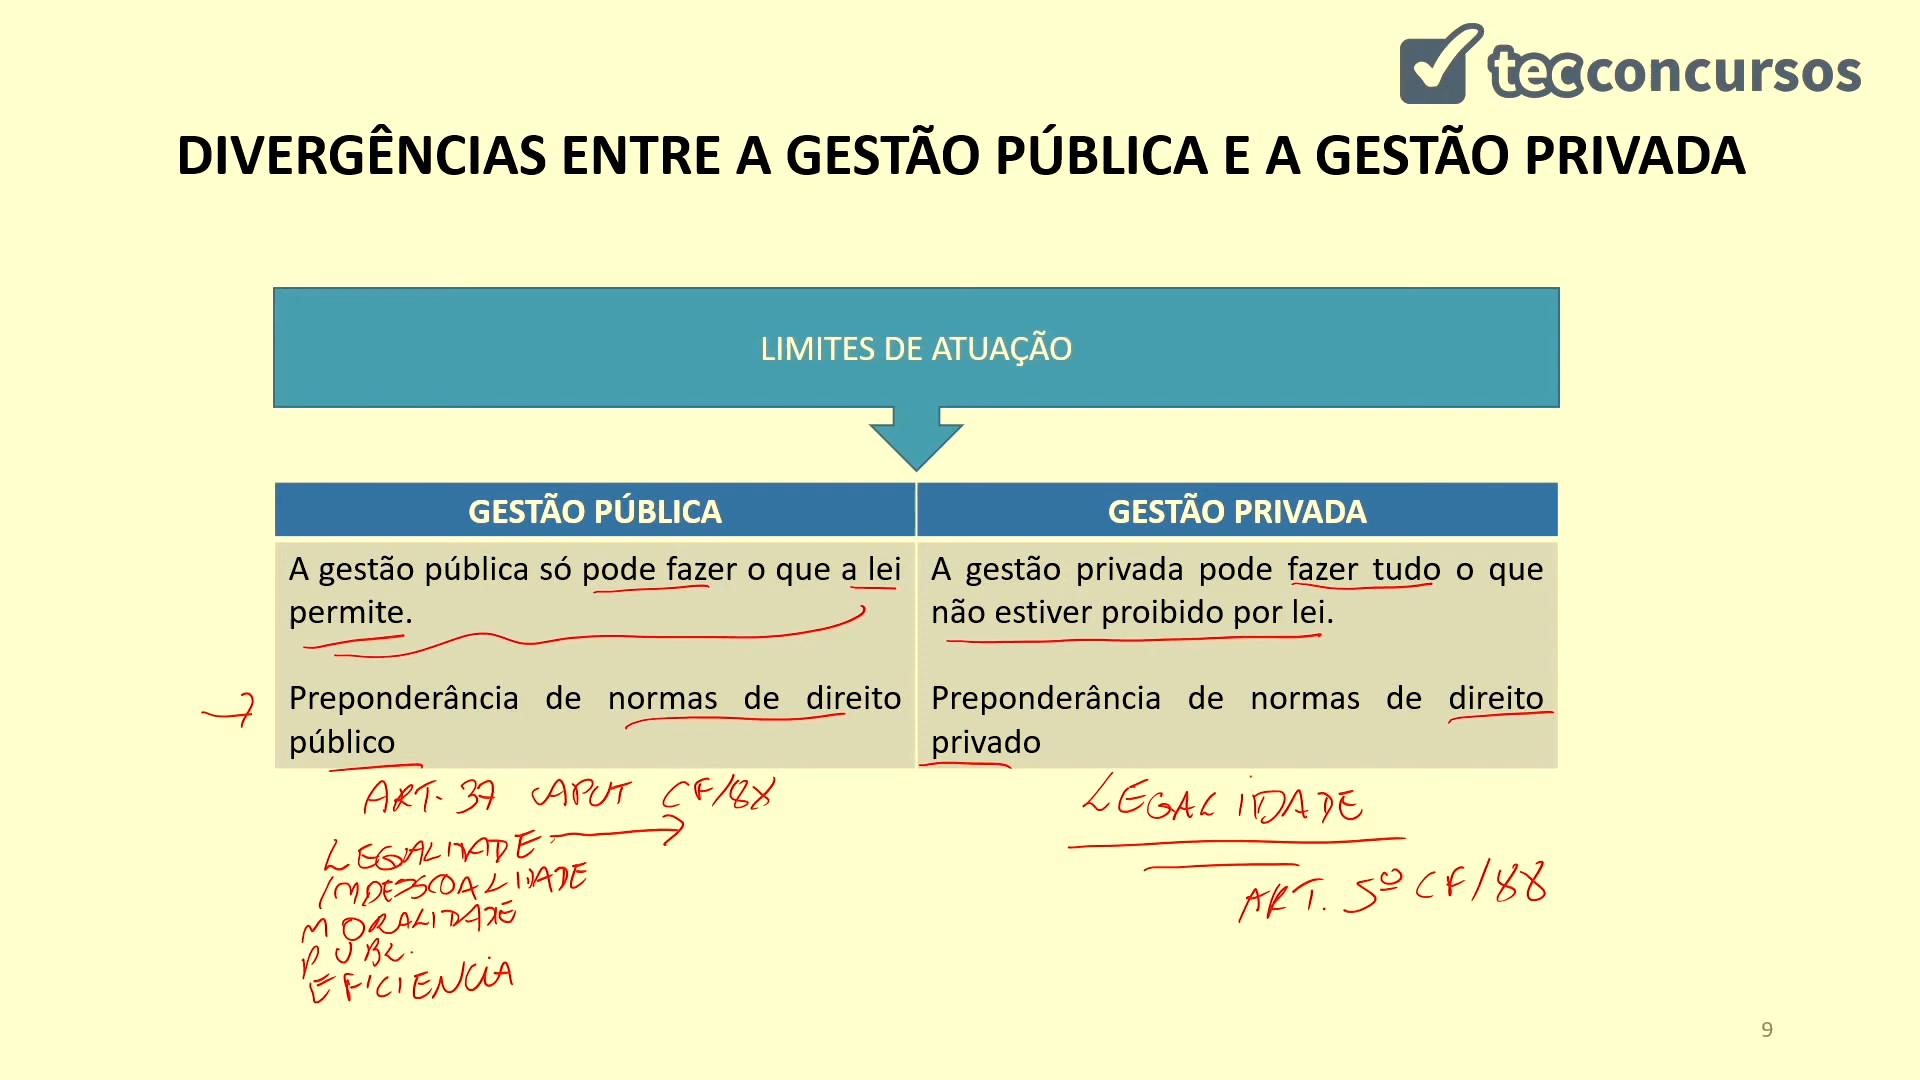 tecconcursos
DIVERGÊNCIAS ENTRE A GESTÃO PÚBLICA E A GESTÃO PRIVADA
LIMITES DE ATUAÇÃO
GESTÃO PÚBLICA
A gestão pública só pode fazer o que a lei
permite.
Preponderância de normas de direito
público
GESTÃO PRIVADA
A gestão privada pode fazer tudo o que
não estiver proibido por lei.
Preponderância de normas de direito
privado
ART. 37 CAPUT CF/88
LEGALIDADE
IMPESSOALIDADE
MORALIDADE
PUBL.
EFICIENCIA
LEGALIDADE
ART. 5º CF/88
9